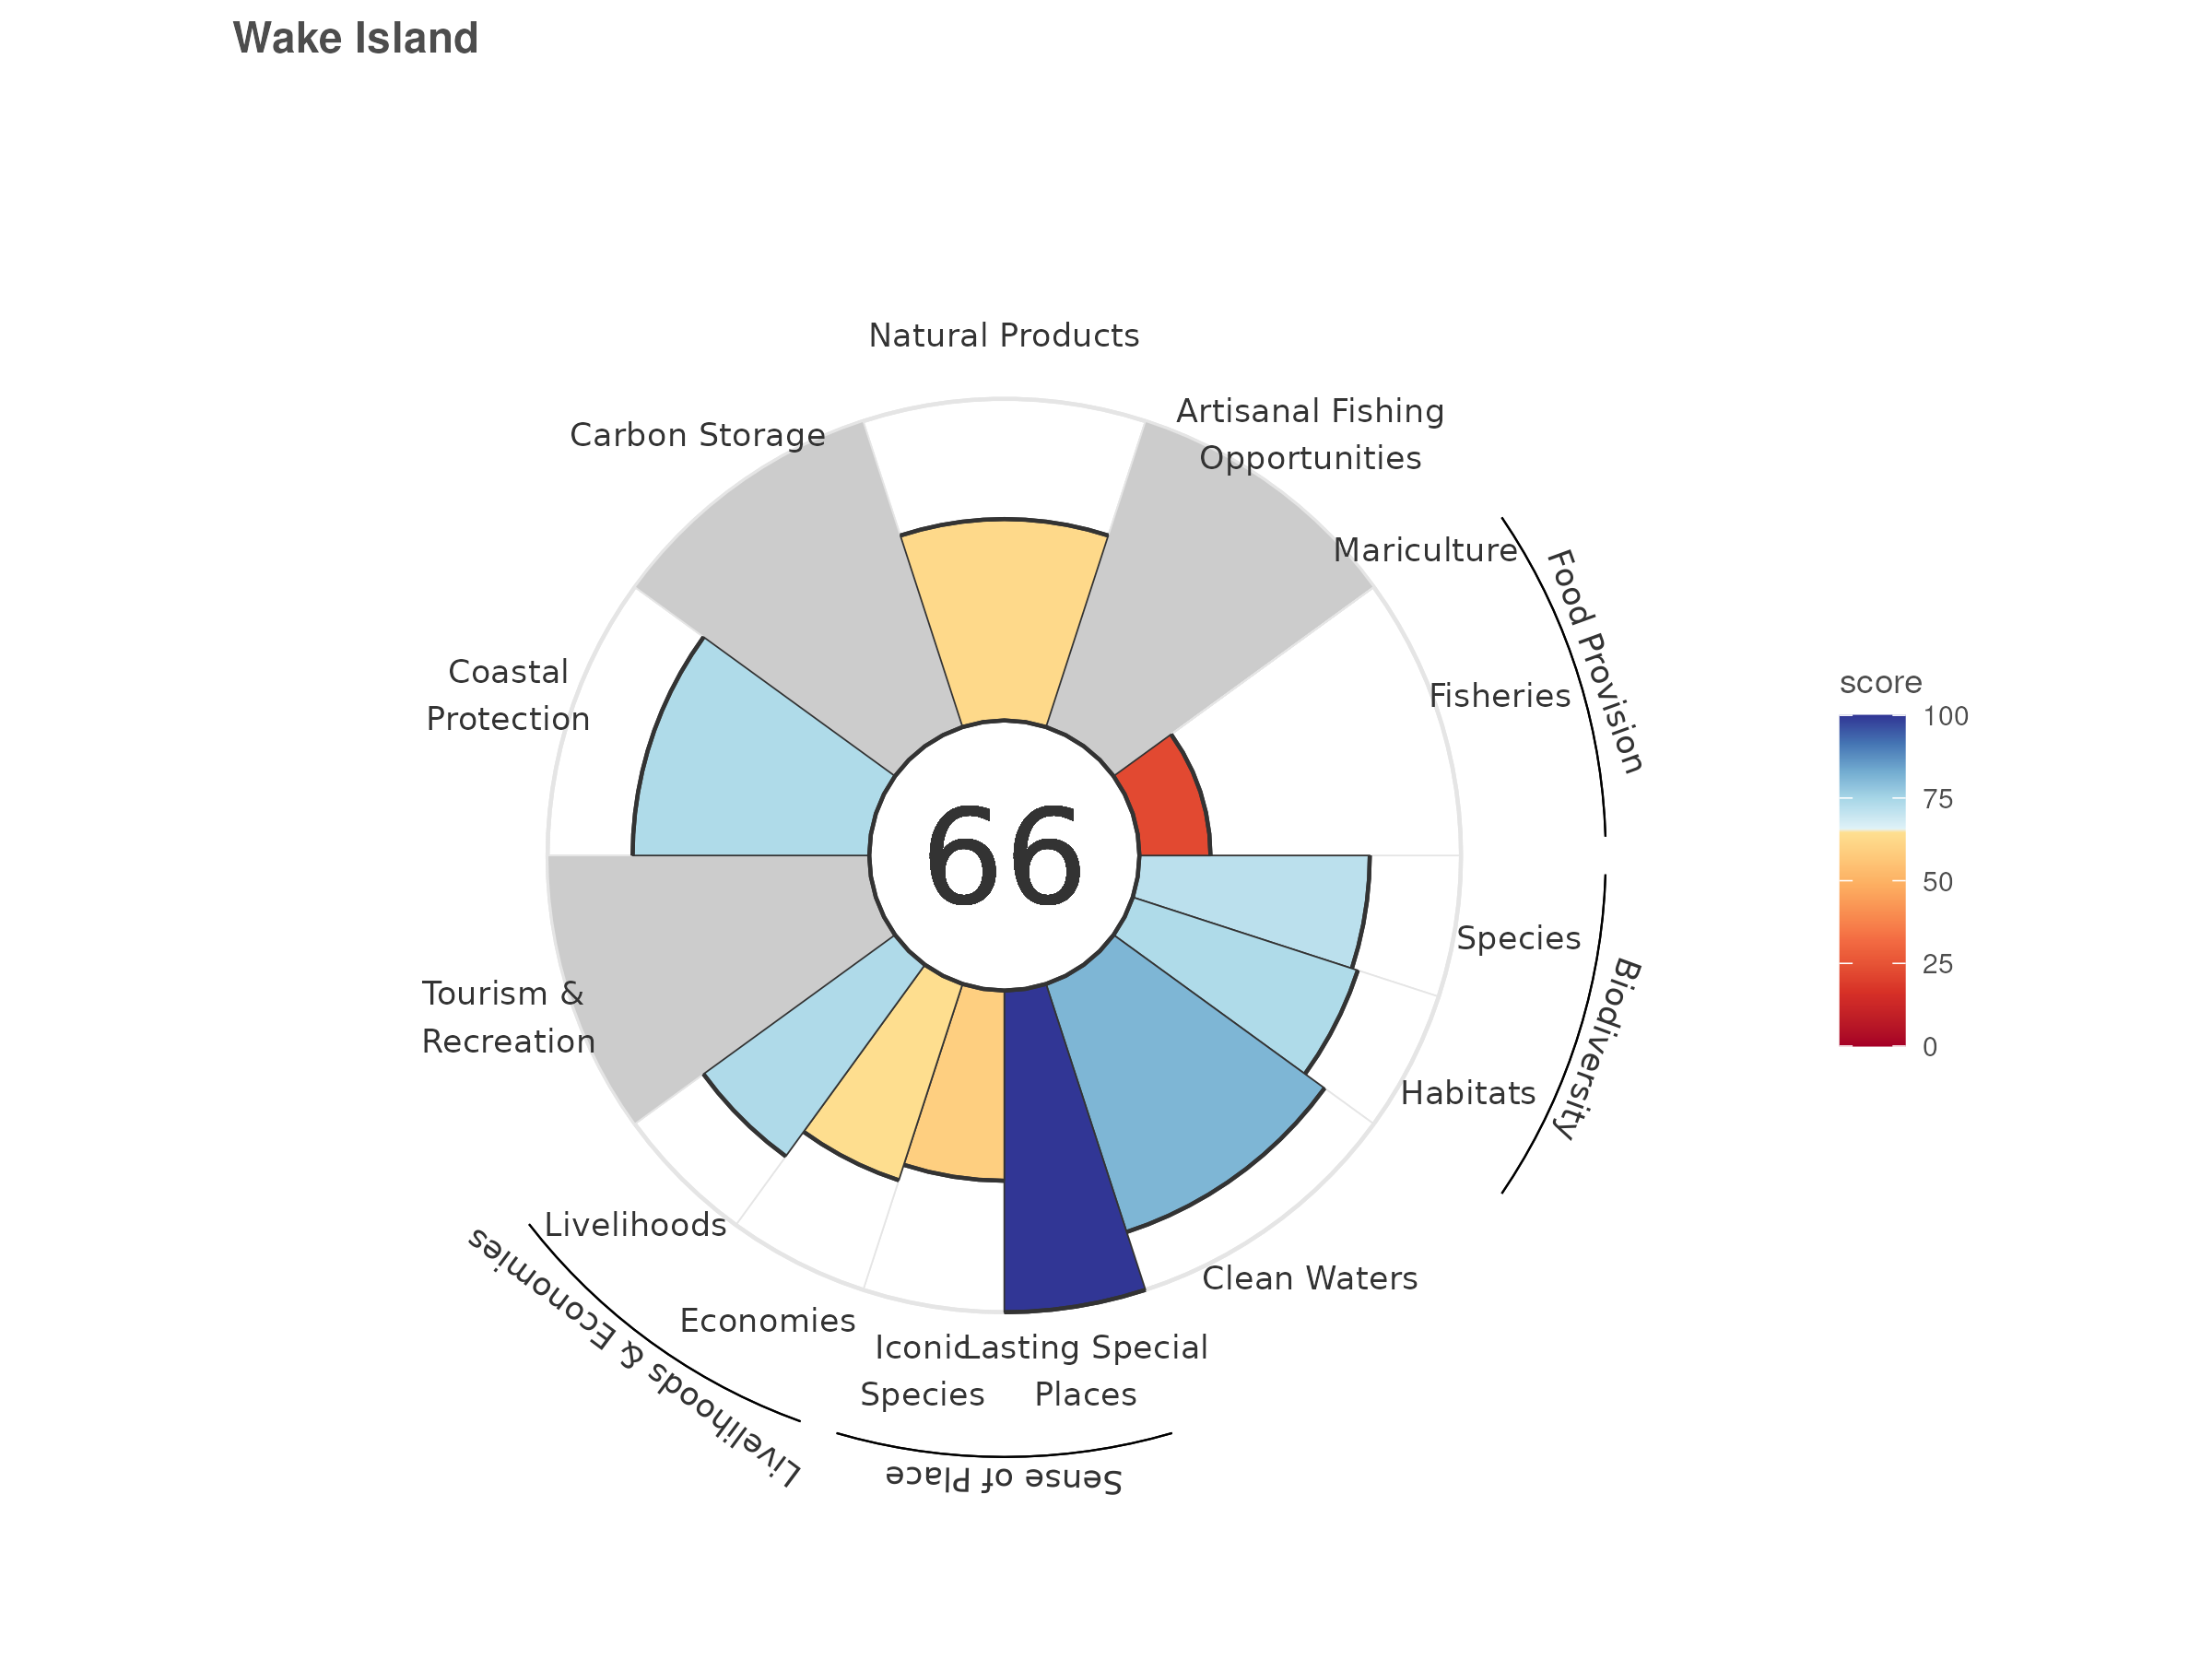 Wake Island
Natural Products
Artisanal Fishing
Opportunities
Carbon Storage
Mariculture
Food Provision
Fisheries
Coastal
Protection
score
100
75
50
25
0
66
Species
Biodiversity
Habitats
Tourism &
Recreation
Clean Waters
Livelihoods
Economies
Livelihoods & Economies
Iconic
Species
Lasting Special
Places
Sense of Place